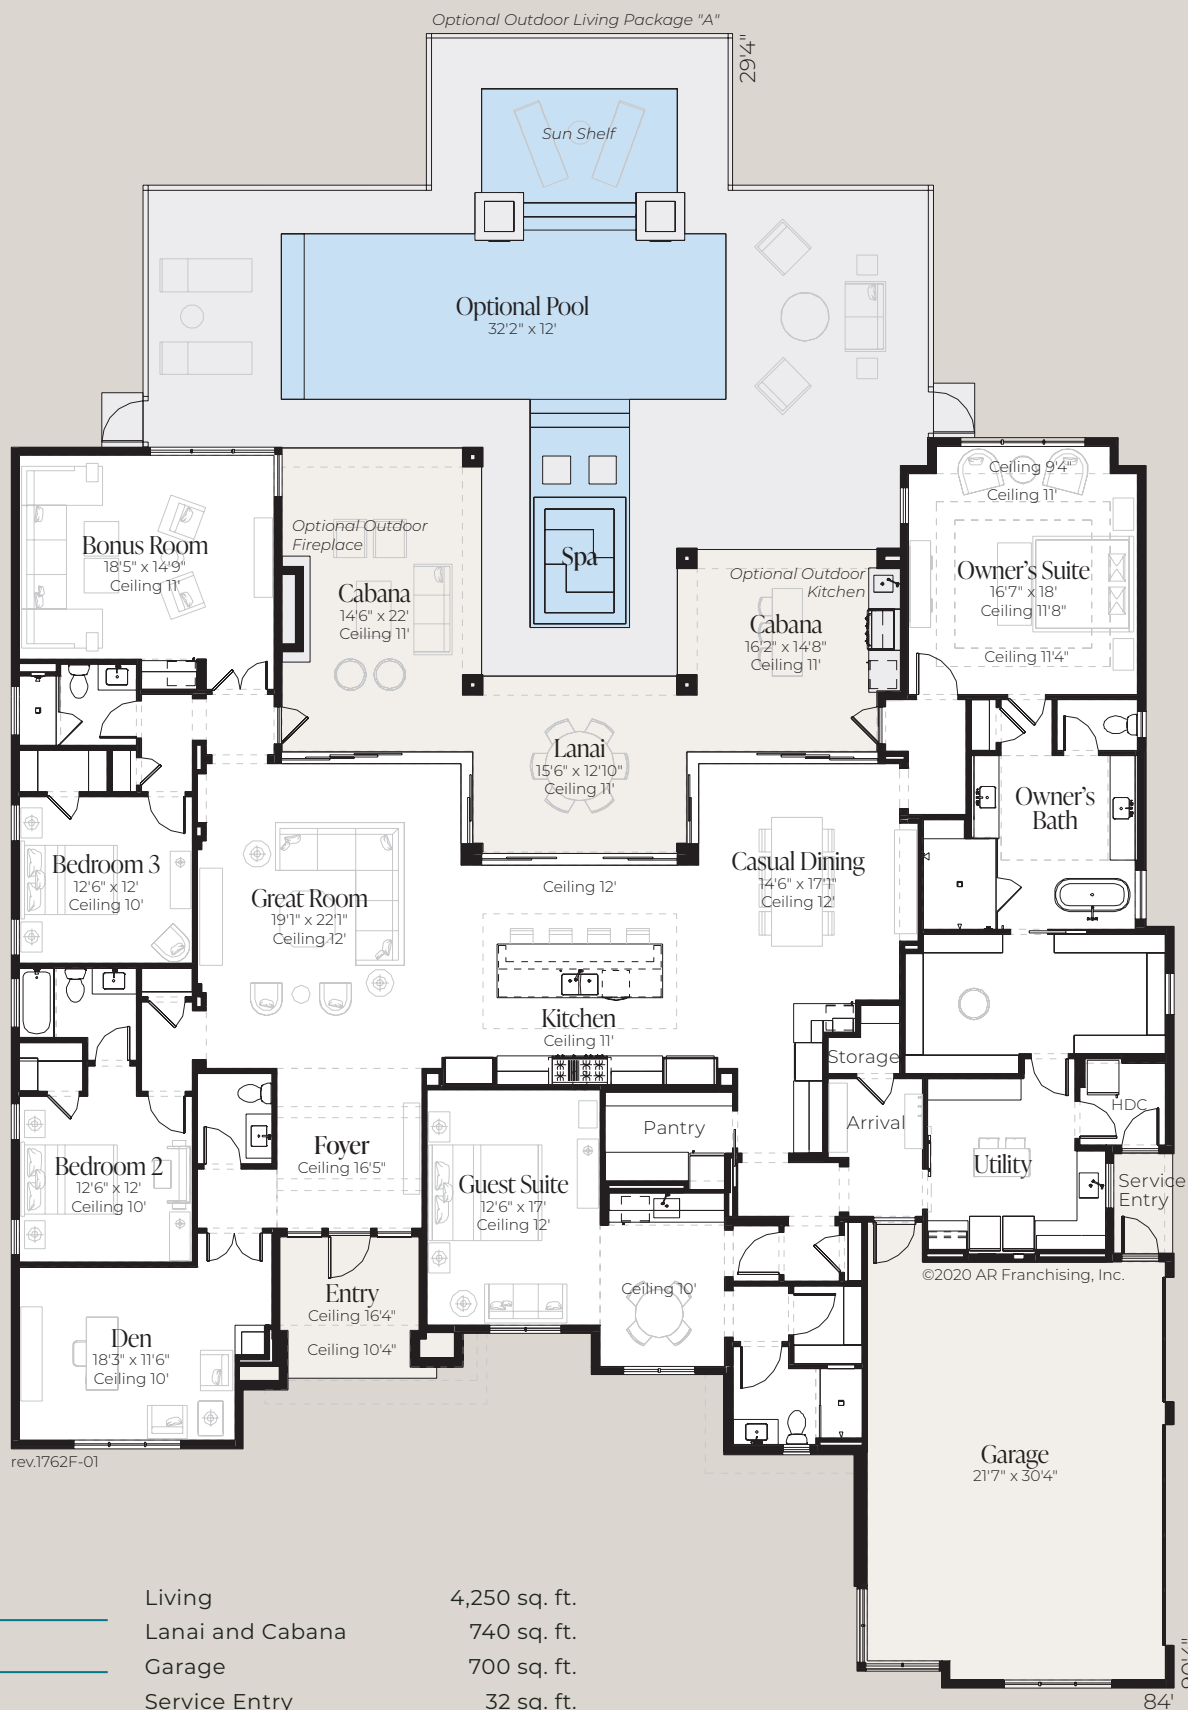 Optional Outdoor Living Package "A"
29'4"
Sun Shelf
Optional Pool
32'2" x 12'
Spa
Optional Outdoor
Fireplace
Cabana
14'6" x 22'
Ceiling 11'
Bonus Room
18'5" x 14'9"
Ceiling 11'
Optional Outdoor
Kitchen
Cabana
16'2" x 14'8"
Ceiling 11'
Ceiling 9'4"
Ceiling 11'
Owner's Suite
16'7" x 18'
Ceiling 11'8"
Ceiling 11'4"
Lanai
15'6" x 12'10"
Ceiling 11'
Owner's
Bath
Bedroom 3
12'6" x 12'
Ceiling 10'
Great Room
19'1" x 22'1"
Ceiling 12'
Ceiling 12'
Casual Dining
14'6" x 17'1"
Ceiling 12'
Kitchen
Ceiling 11'
Storage
Arrival
HDC
Pantry
Foyer
Ceiling 16'5"
Bedroom 2
12'6" x 12'
Ceiling 10'
Guest Suite
12'6" x 17'
Ceiling 12'
Utility
Service
Entry
©2020 AR Franchising, Inc.
Entry
Ceiling 16'4"
Ceiling 10'4"
Ceiling 10'
Den
18'3" x 11'6"
Ceiling 10'
rev.1762F-01
Garage
21'7" x 30'4"
Living 4,250 sq. ft.
Lanai and Cabana 740 sq. ft.
Garage 700 sq. ft.
Service Entry 32 sq. ft.
84'